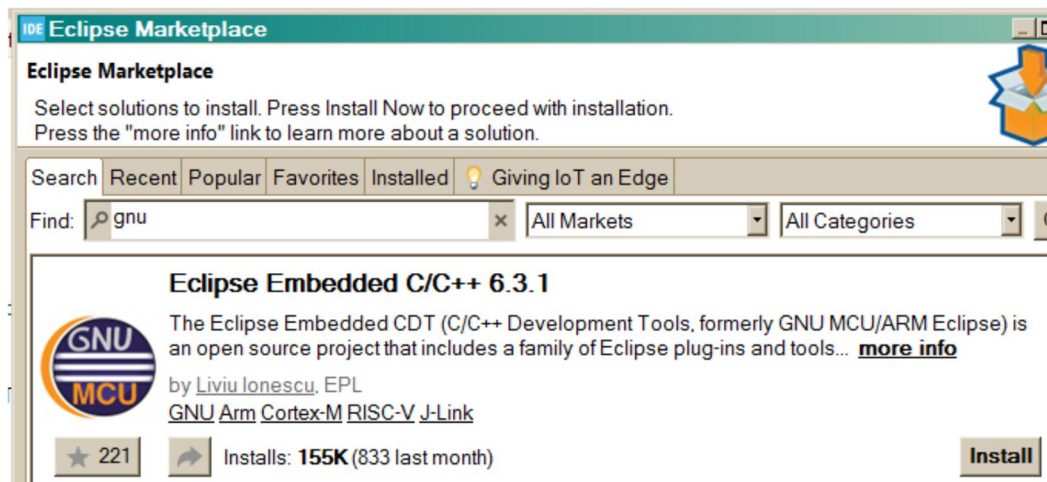 IDE Eclipse Marketplace
Eclipse Marketplace
Select solutions to install. Press Install Now to proceed with installation.
Press the "more info" link to learn more about a solution.
Search Recent Popular Favorites Installed Giving IoT an Edge
Find: gnu All Markets All Categories
Eclipse Embedded C/C++ 6.3.1
The Eclipse Embedded CDT (C/C++ Development Tools, formerly GNU MCU/ARM Eclipse) is
an open source project that includes a family of Eclipse plug-ins and tools... more info
GNU
MCU
by Liviu Ionescu, EPL
GNU Arm Cortex-M RISC-V J-Link
221 Installs: 155K (833 last month) Install